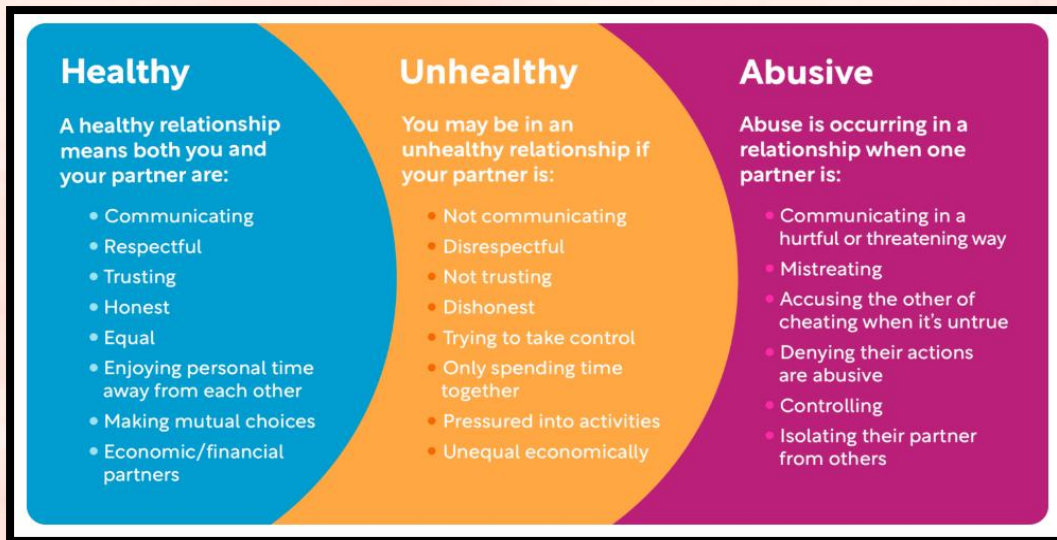 Healthy
A healthy relationship
means both you and
your partner are:
• Communicating
• Respectful
• Trusting
• Honest
• Equal
• Enjoying personal time
away from each other
• Making mutual choices
• Economic/financial
partners
Unhealthy
You may be in an
unhealthy relationship if
your partner is:
• Not communicating
• Disrespectful
• Not trusting
• Dishonest
• Trying to take control
• Only spending time
together
• Pressured into activities
• Unequal economically
Abusive
Abuse is occurring in a
relationship when one
partner is:
• Communicating in a
hurtful or threatening way
• Mistreating
• Accusing the other of
cheating when it's untrue
• Denying their actions
are abusive
• Controlling
• Isolating their partner
from others